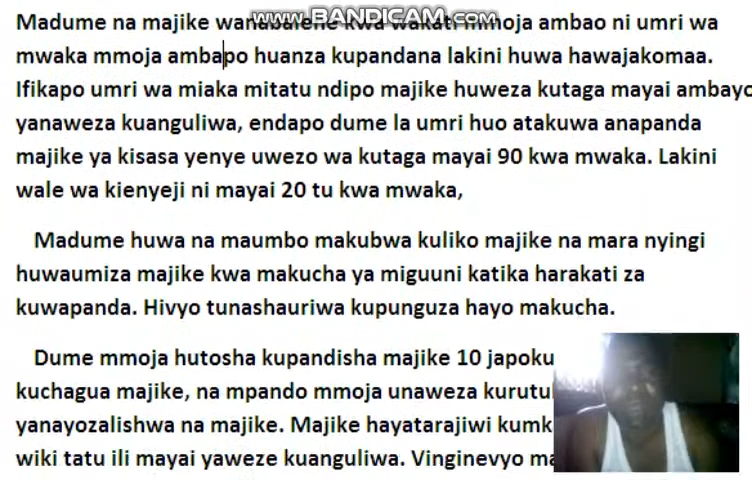 www.BANDICAM.com
Madume na majike wanabalehe kwa wakati mmoja ambao ni umri wa
mwaka mmoja ambapo huanza kupandana lakini huwa hawajakomaa.
Ifikapo umri wa miaka mitatu ndipo majike huweza kutaga mayai ambayo
yanaweza kuanguliwa, endapo dume la umri huo atakuwa anapanda
majike ya kisasa yenye uwezo wa kutaga mayai 90 kwa mwaka. Lakini
wale wa kienyeji ni mayai 20 tu kwa mwaka,
Madume huwa na maumbo makubwa kuliko majike na mara nyingi
huwaumiza majike kwa makucha ya miguuni katika harakati za
kuwapanda. Hivyo tunashauriwa kupunguza hayo makucha.
Dume mmoja hutosha kupandisha majike 10 japoku
kuchagua majike, na mpando mmoja unaweza kurutu
yanayozalishwa na majike. Majike hayatarajiwi kumk
wiki tatu ili mayai yaweze kuanguliwa. Vinginevyo ma